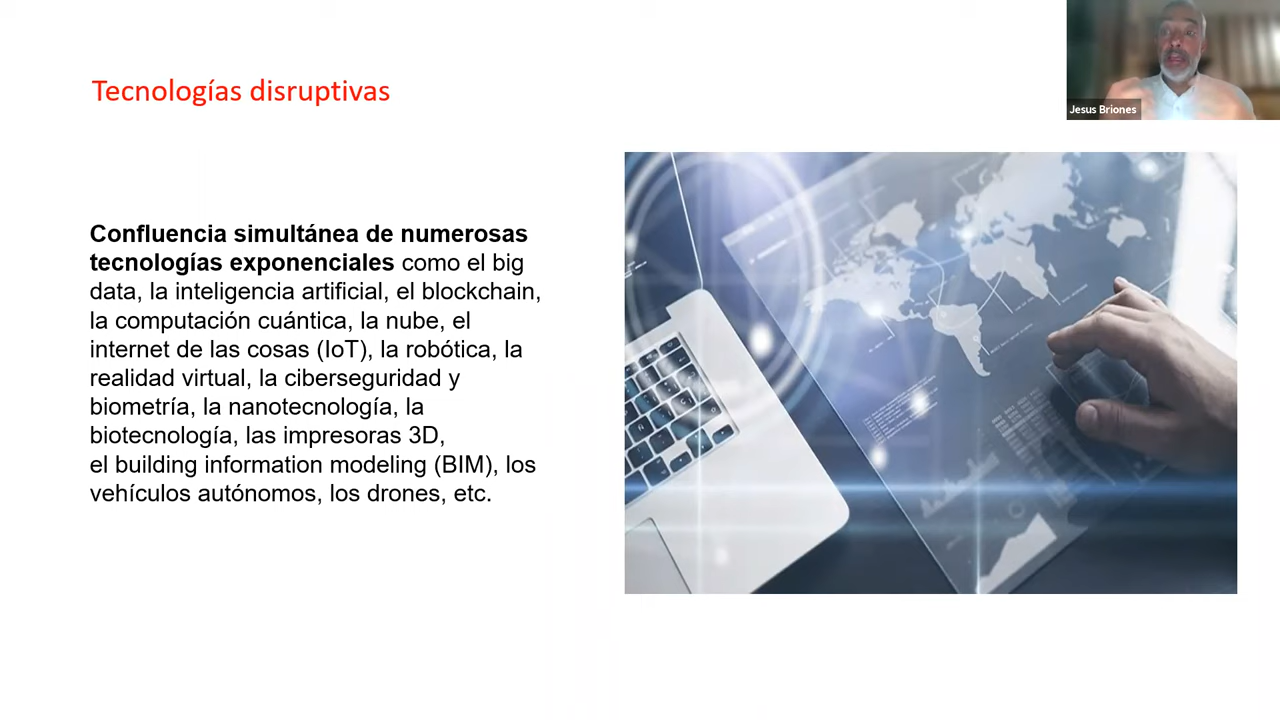 Tecnologías disruptivas
Jesus Briones
Confluencia simultánea de numerosas
tecnologías exponenciales como el big
data, la inteligencia artificial, el blockchain,
la computación cuántica, la nube, el
internet de las cosas (IoT), la robótica, la
realidad virtual, la ciberseguridad y
biometría, la nanotecnología, la
biotecnología, las impresoras 3D,
el building information modeling (BIM), los
vehículos autónomos, los drones, etc.